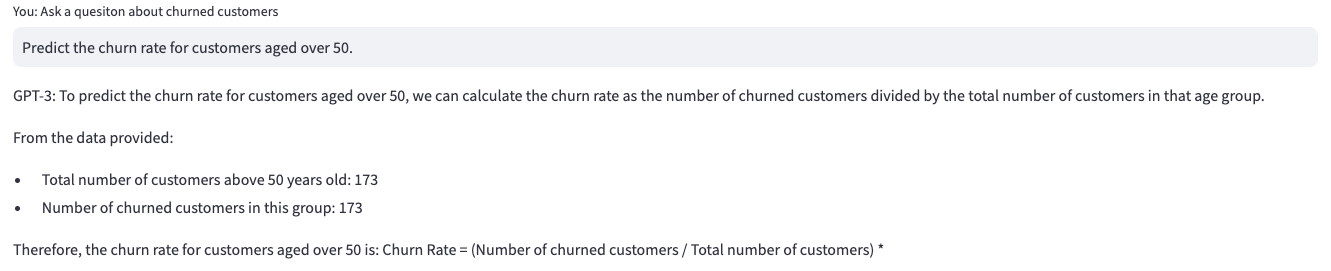 You: Ask a quesiton about churned customers
Predict the churn rate for customers aged over 50.
GPT-3: To predict the churn rate for customers aged over 50, we can calculate the churn rate as the number of churned customers divided by the total number of customers in that age group.
From the data provided:
• Total number of customers above 50 years old: 173
• Number of churned customers in this group: 173
Therefore, the churn rate for customers aged over 50 is: Churn Rate = (Number of churned customers / Total number of customers) *